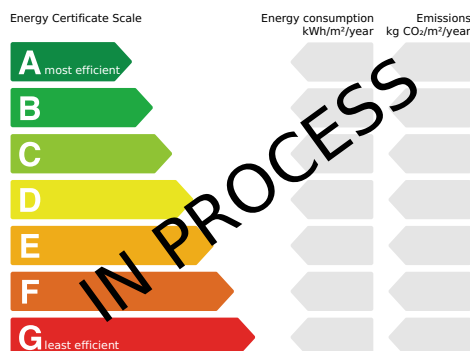 Energy Certificate Scale
Energy consumption
kWh/m²/year
Emissions
kg CO₂/m²/year
A most efficient
B
C
D
E
F
G least efficient
IN PROCESS